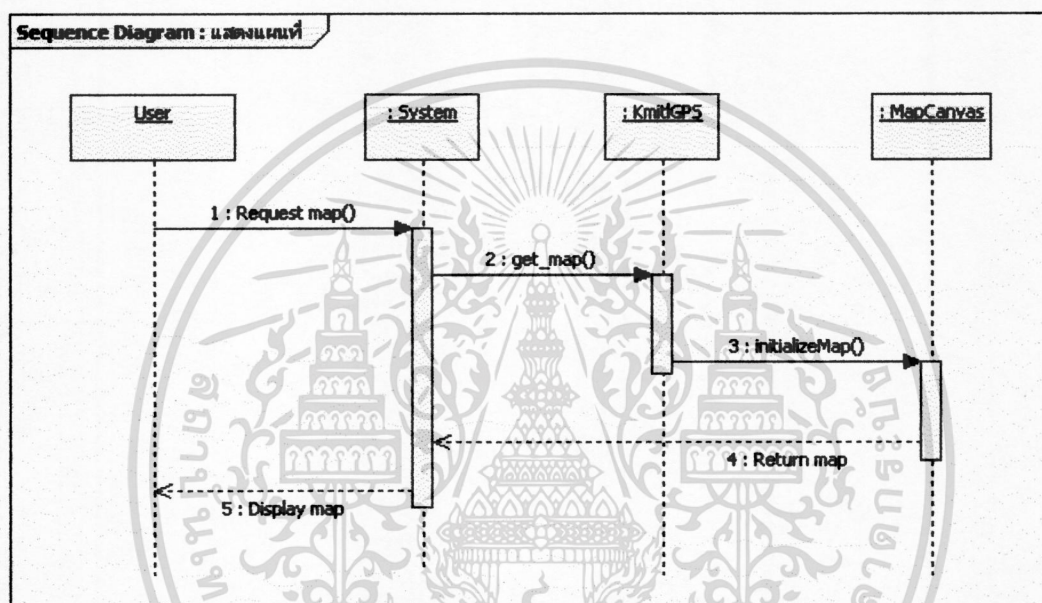 Sequence Diagram : แสดงแผนที่
User
: System
: KmitlGPS
: MapCanvas
1 : Request map()
2 : get_map()
3 : initializeMap()
4 : Return map
5 : Display map